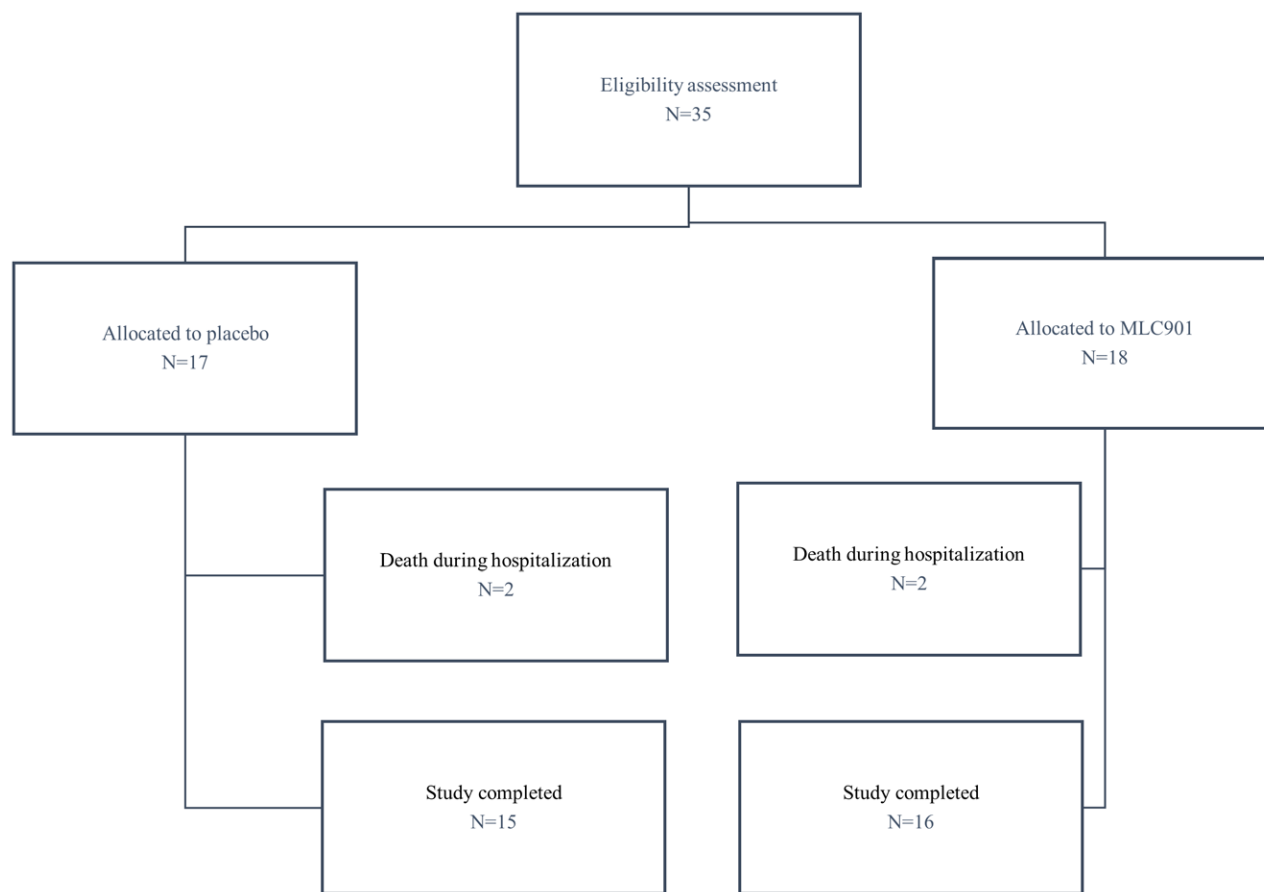 Eligibility assessment
N=35
Allocated to placebo
N=17
Allocated to MLC901
N=18
Death during hospitalization
N=2
Death during hospitalization
N=2
Study completed
N=15
Study completed
N=16